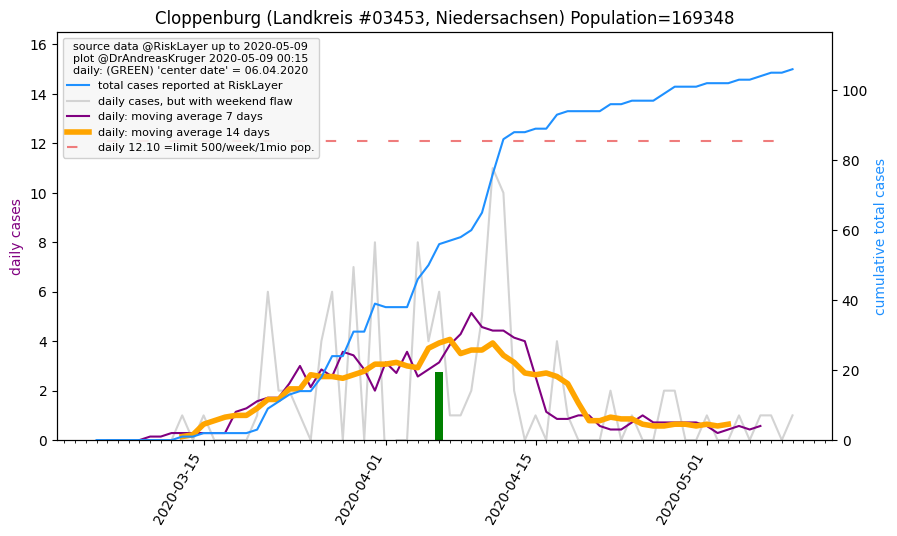 Cloppenburg (Landkreis #03453, Niedersachsen) Population=169348
source data @RiskLayer up to 2020-05-09
plot @DrAndreasKruger 2020-05-09 00:15
daily: (GREEN) 'center date' = 06.04.2020
total cases reported at RiskLayer
daily cases, but with weekend flaw
daily: moving average 7 days
daily: moving average 14 days
daily 12.10 =limit 500/week/1mio pop.
daily cases
16
14
12
10
8
6
4
2
0
cumulative total cases
100
80
60
40
20
0
2020-03-15
2020-04-01
2020-04-15
2020-05-01